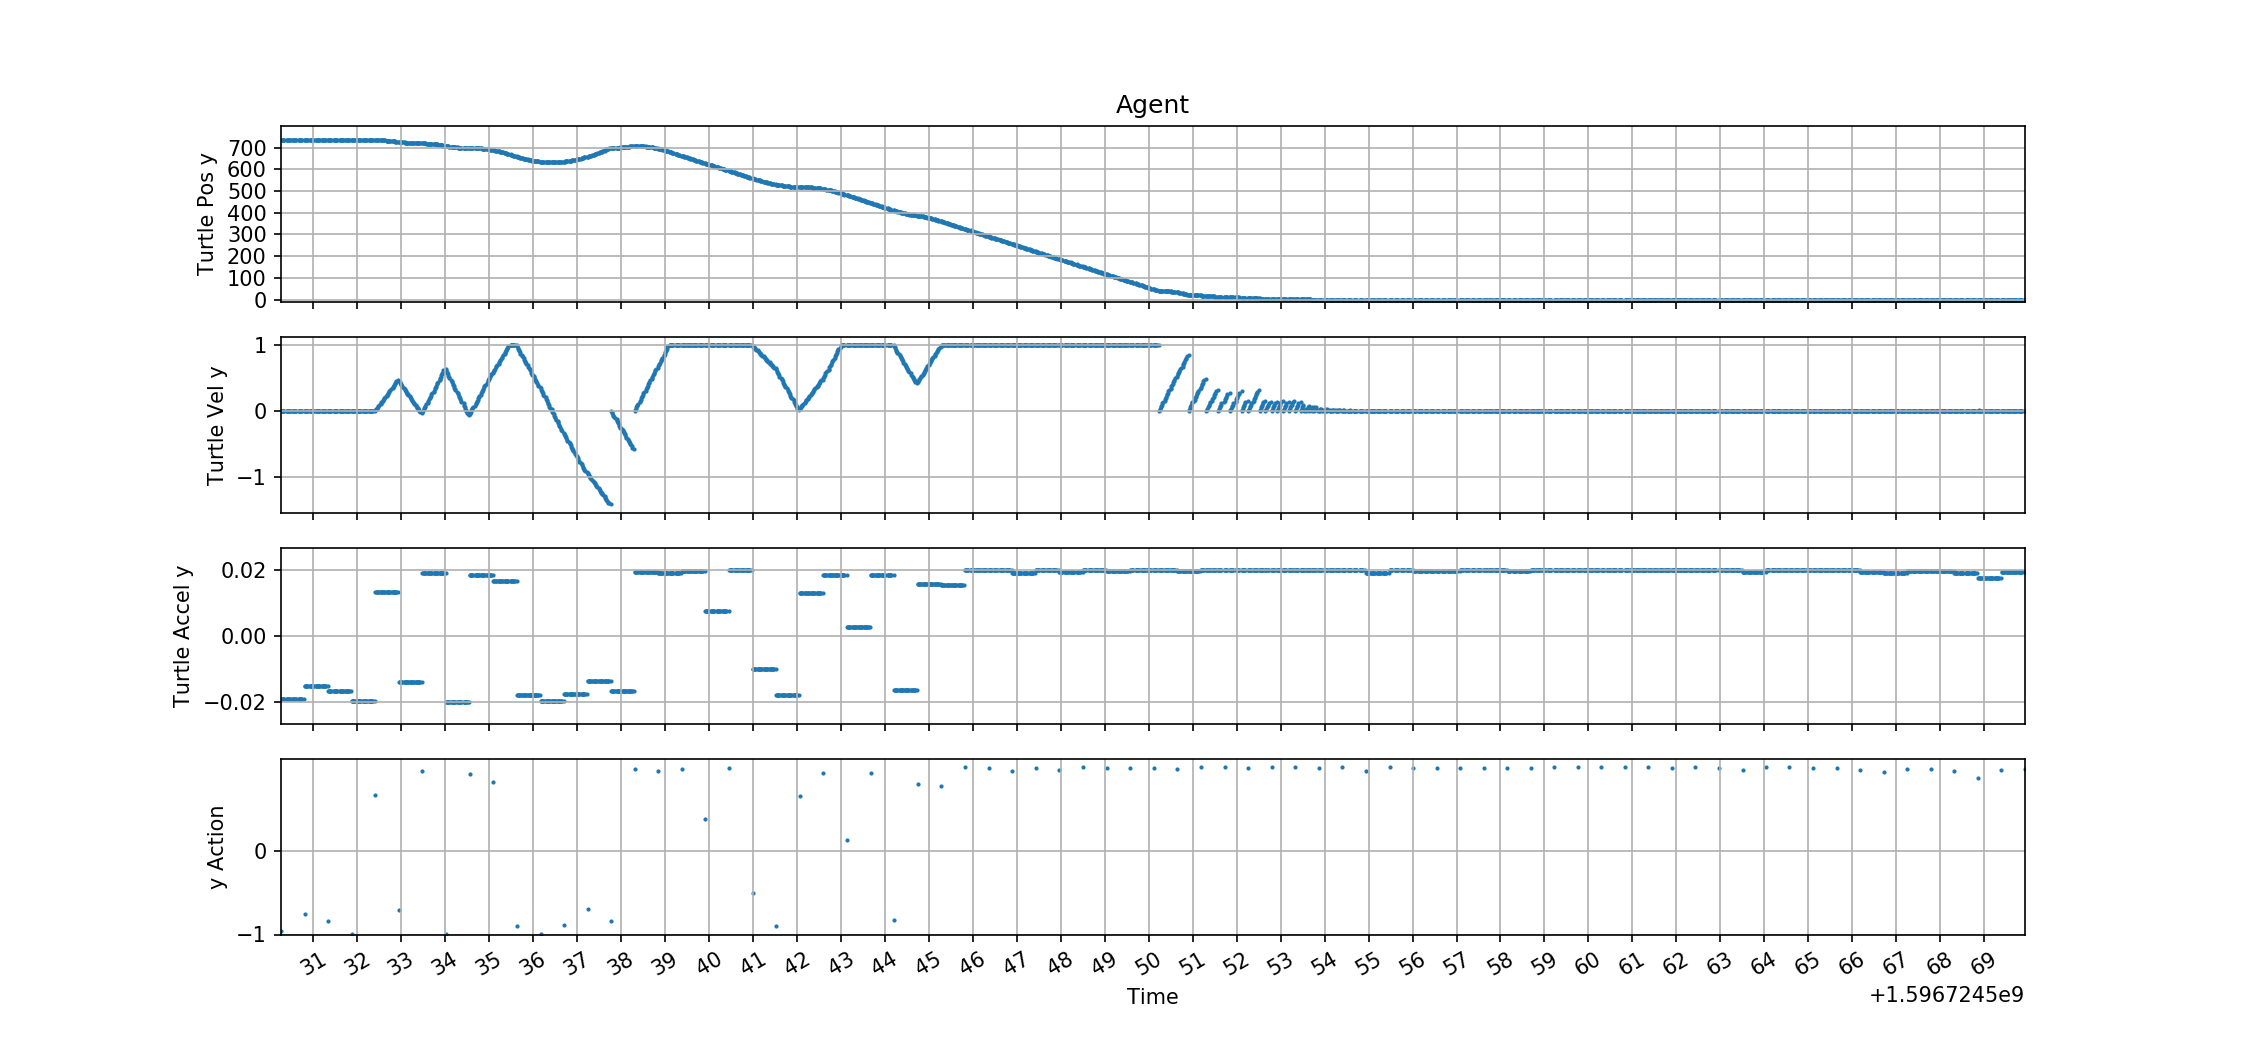 Agent
Turtle Pos y
700
600
500
400
300
200
100
0
Turtle Vel y
1
0
−1
Turtle Accel y
0.02
0.00
−0.02
y Action
0
−1
31 32 33 34 35 36 37 38 39 40 41 42 43 44 45 46 47 48 49 50 51 52 53 54 55 56 57 58 59 60 61 62 63 64 65 66 67 68 69
Time
+1.5967245e9